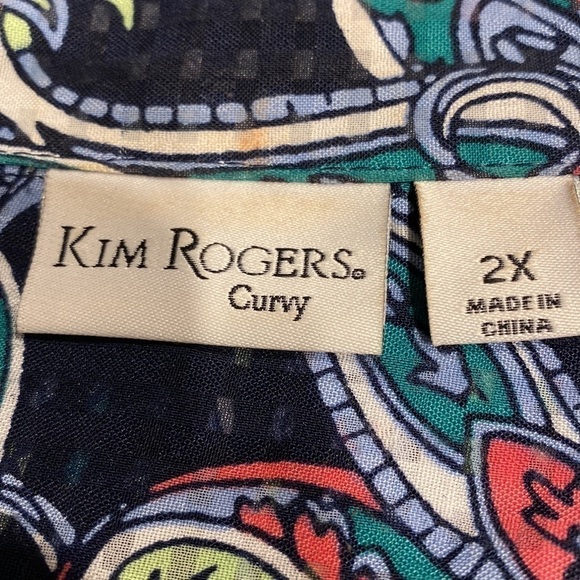 KIM ROGERS®
Curvy
2X
MADE IN
CHINA